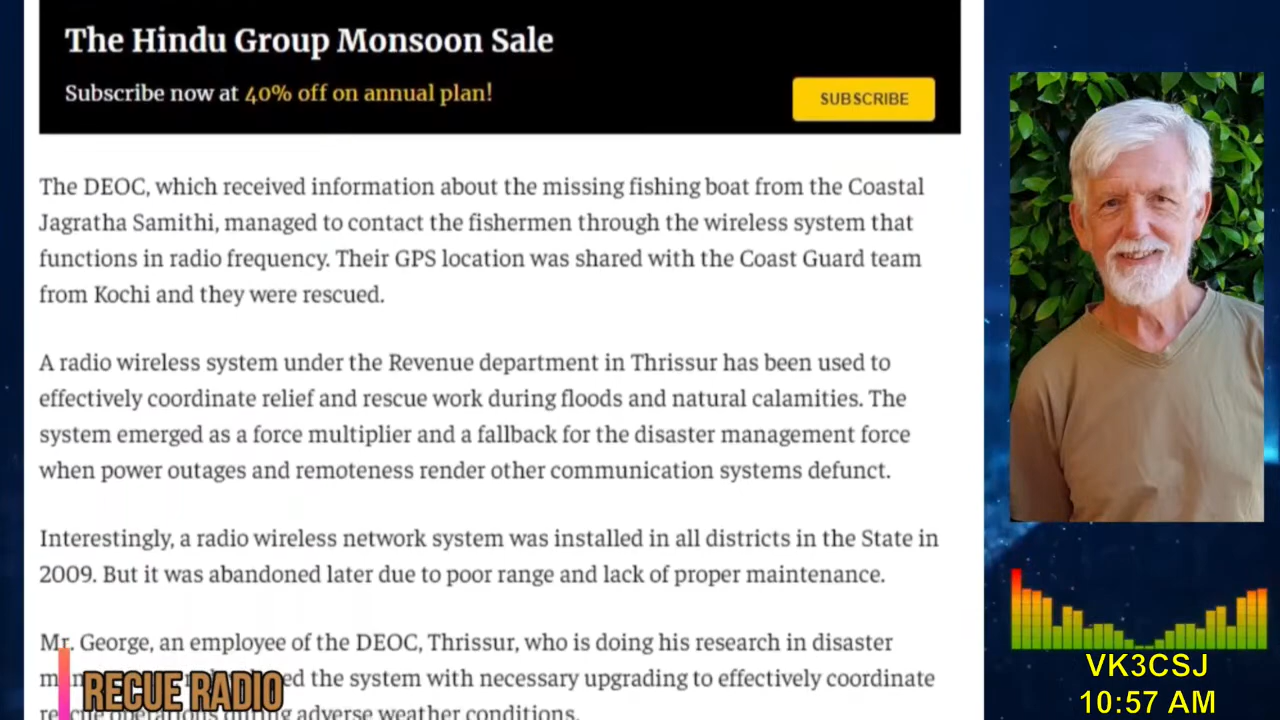 The Hindu Group Monsoon Sale
Subscribe now at 40% off on annual plan!
SUBSCRIBE
The DEOC, which received information about the missing fishing boat from the Coastal
Jagratha Samithi, managed to contact the fishermen through the wireless system that
functions in radio frequency. Their GPS location was shared with the Coast Guard team
from Kochi and they were rescued.
A radio wireless system under the Revenue department in Thrissur has been used to
effectively coordinate relief and rescue work during floods and natural calamities. The
system emerged as a force multiplier and a fallback for the disaster management force
when power outages and remoteness render other communication systems defunct.
Interestingly, a radio wireless network system was installed in all districts in the State in
2009. But it was abandoned later due to poor range and lack of proper maintenance.
Mr. George, an employee of the DEOC, Thrissur, who is doing his research in disaster
the system with necessary upgrading to effectively coordinate
adverse weather conditions.
RECUE RADIO
VK3CSJ
10:57 AM